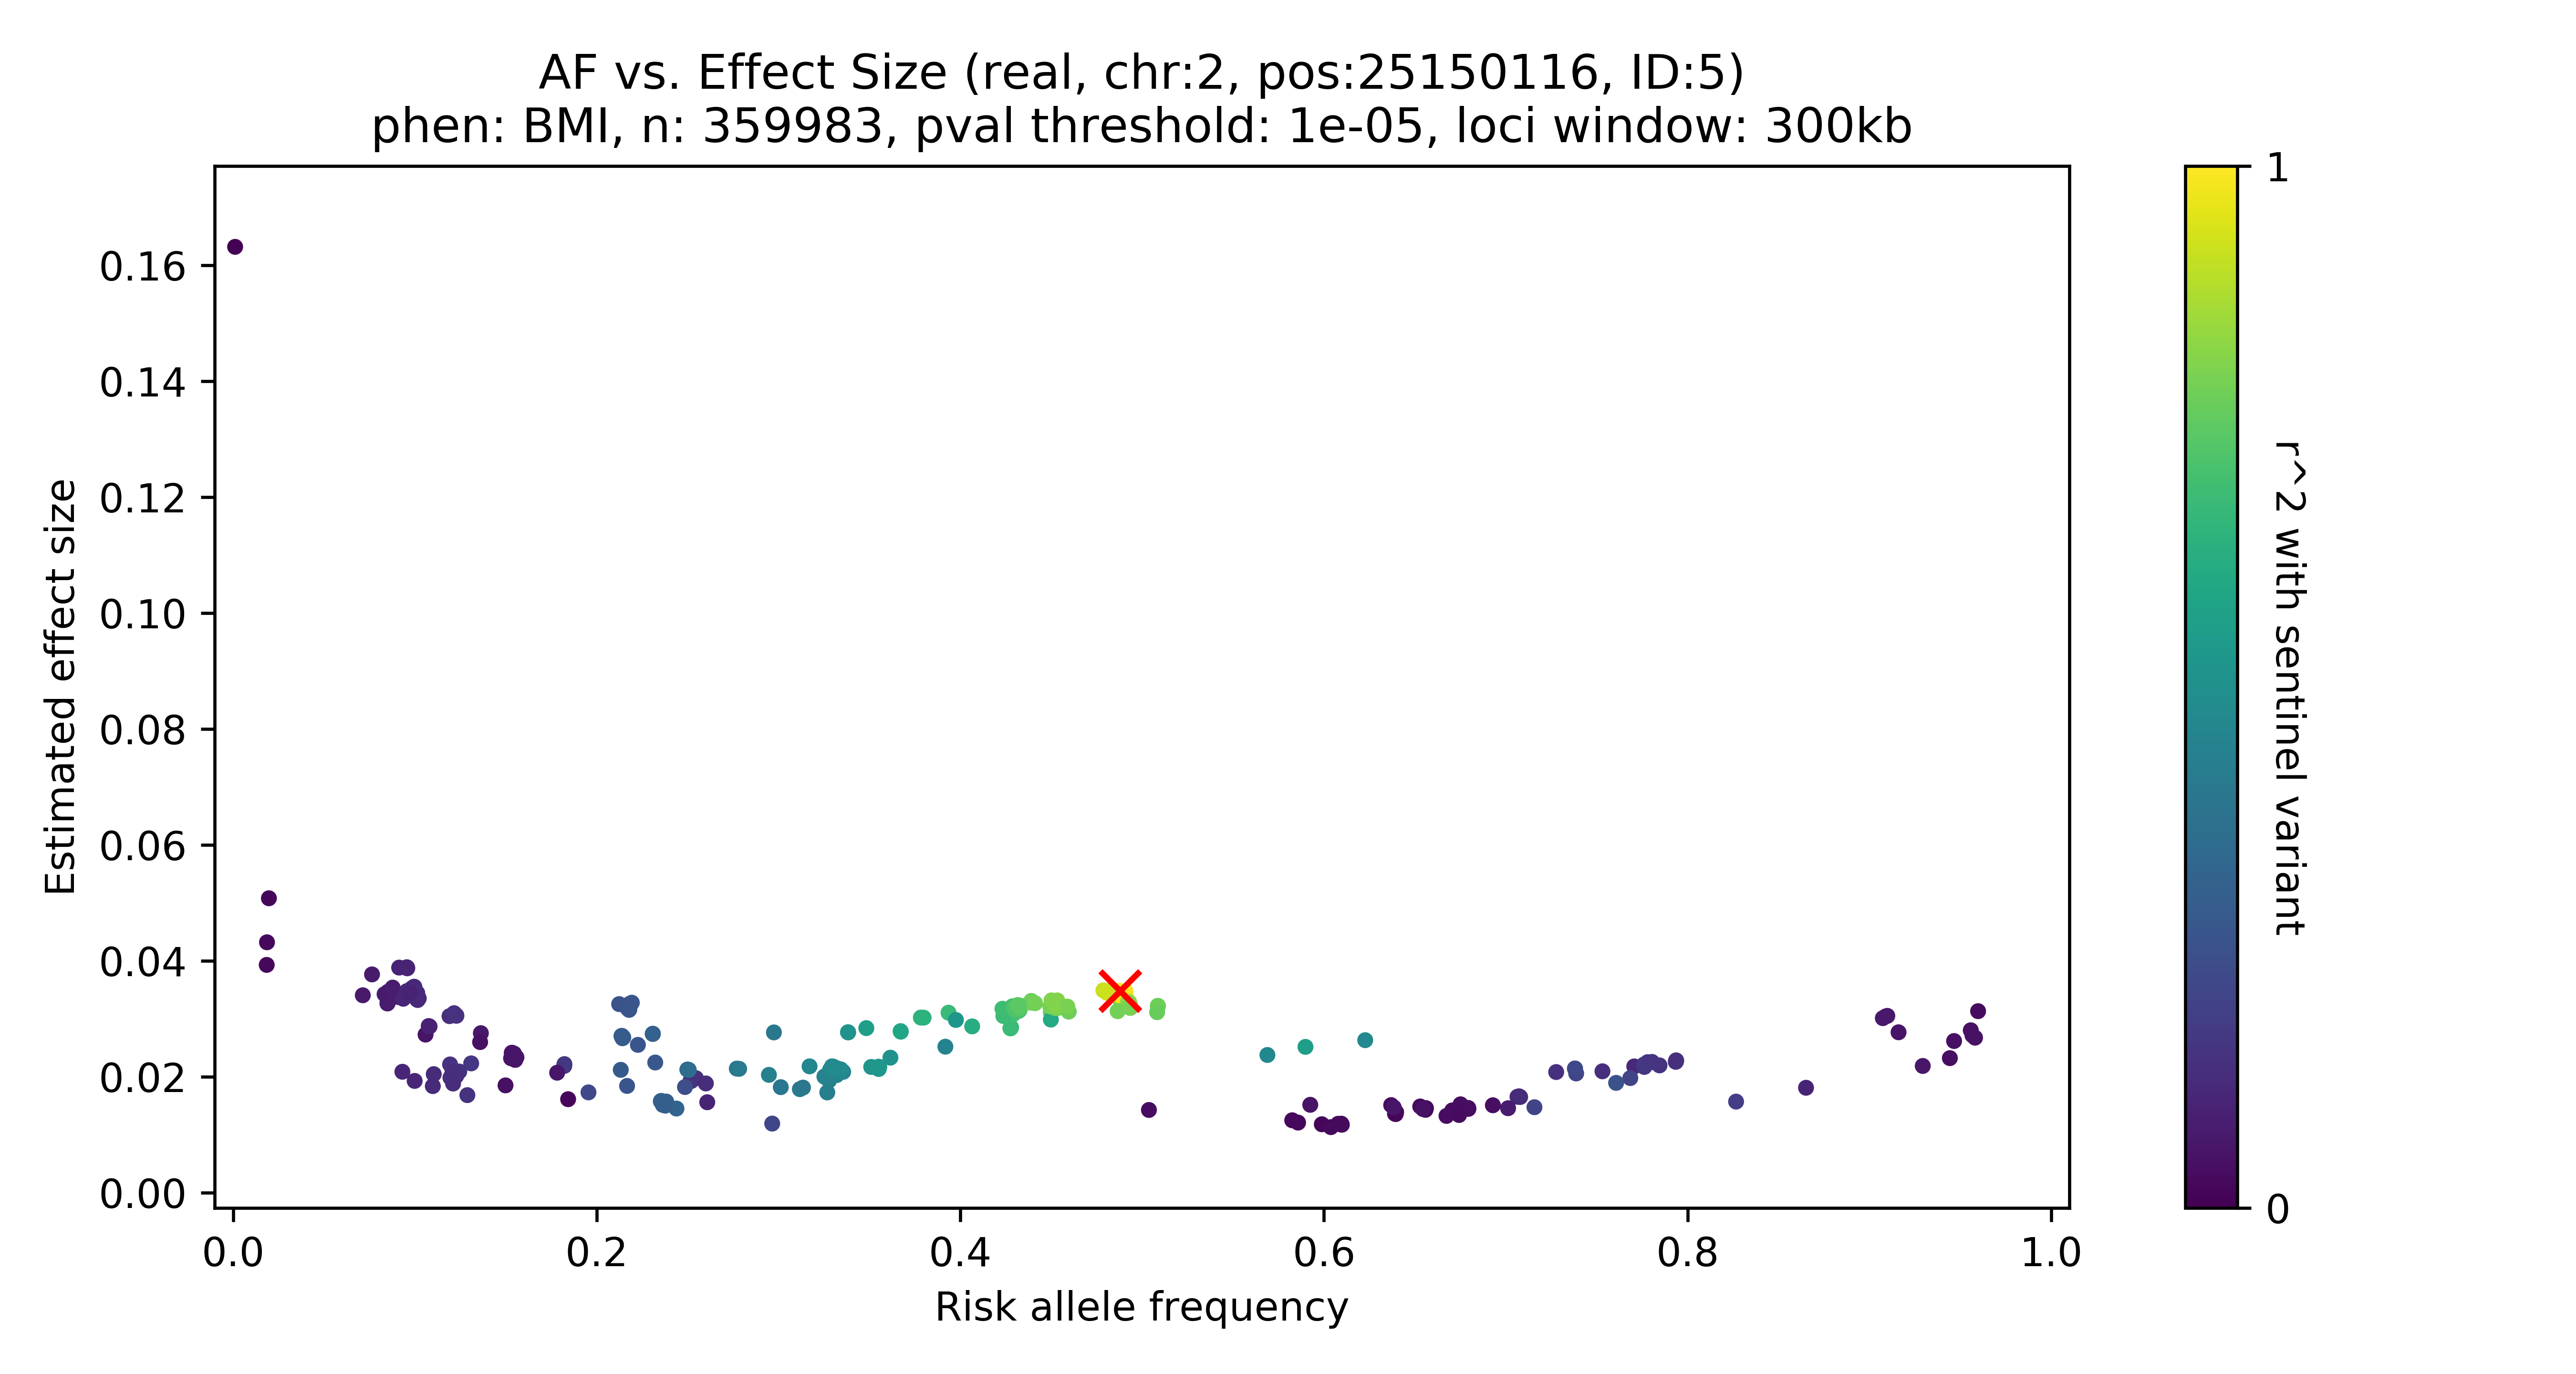 AF vs. Effect Size (real, chr:2, pos:25150116, ID:5)
phen: BMI, n: 359983, pval threshold: 1e-05, loci window: 300kb
Estimated effect size
0.16
0.14
0.12
0.10
0.08
0.06
0.04
0.02
0.00
0.0 0.2 0.4 0.6 0.8 1.0
Risk allele frequency
1
0
r^2 with sentinel variant